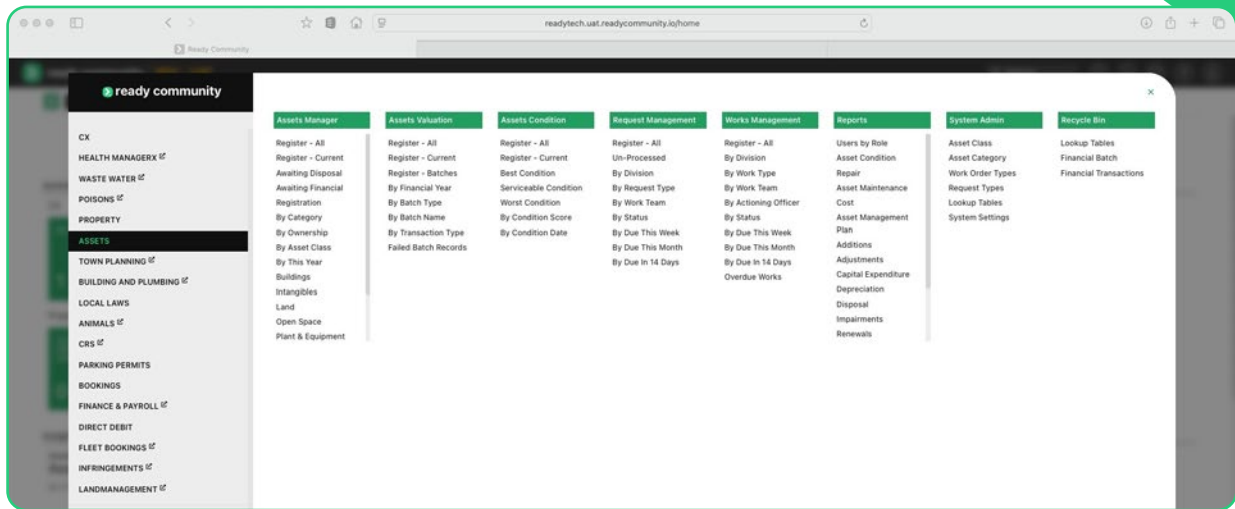 readytech.uat.readycommunity.io/home
Ready Community
ready community
CX
HEALTH MANAGERX
WASTE WATER
POISONS
PROPERTY
ASSETS
TOWN PLANNING
BUILDING AND PLUMBING
LOCAL LAWS
ANIMALS
CRS
PARKING PERMITS
BOOKINGS
FINANCE & PAYROLL
DIRECT DEBIT
FLEET BOOKINGS
INFRINGEMENTS
LANDMANAGEMENT
Assets Manager
Register - All
Register - Current
Awaiting Disposal
Awaiting Financial
Registration
By Category
By Ownership
By Asset Class
By This Year
Buildings
Intangibles
Land
Open Space
Plant & Equipment
Assets Valuation
Register - All
Register - Current
Register - Batches
By Financial Year
By Batch Type
By Batch Name
By Transaction Type
Failed Batch Records
Assets Condition
Register - All
Register - Current
Best Condition
Serviceable Condition
Worst Condition
By Condition Score
By Condition Date
Request Management
Register - All
Un-Processed
By Division
By Request Type
By Work Team
By Status
By Due This Week
By Due This Month
By Due In 14 Days
Works Management
Register - All
By Division
By Work Type
By Work Team
By Actioning Officer
By Status
By Due This Week
By Due This Month
By Due In 14 Days
Overdue Works
Reports
Users by Role
Asset Condition
Repair
Asset Maintenance
Cost
Asset Management
Plan
Additions
Adjustments
Capital Expenditure
Depreciation
Disposal
Impairments
Renewals
System Admin
Asset Class
Asset Category
Work Order Types
Request Types
Lookup Tables
System Settings
Recycle Bin
Lookup Tables
Financial Batch
Financial Transactions